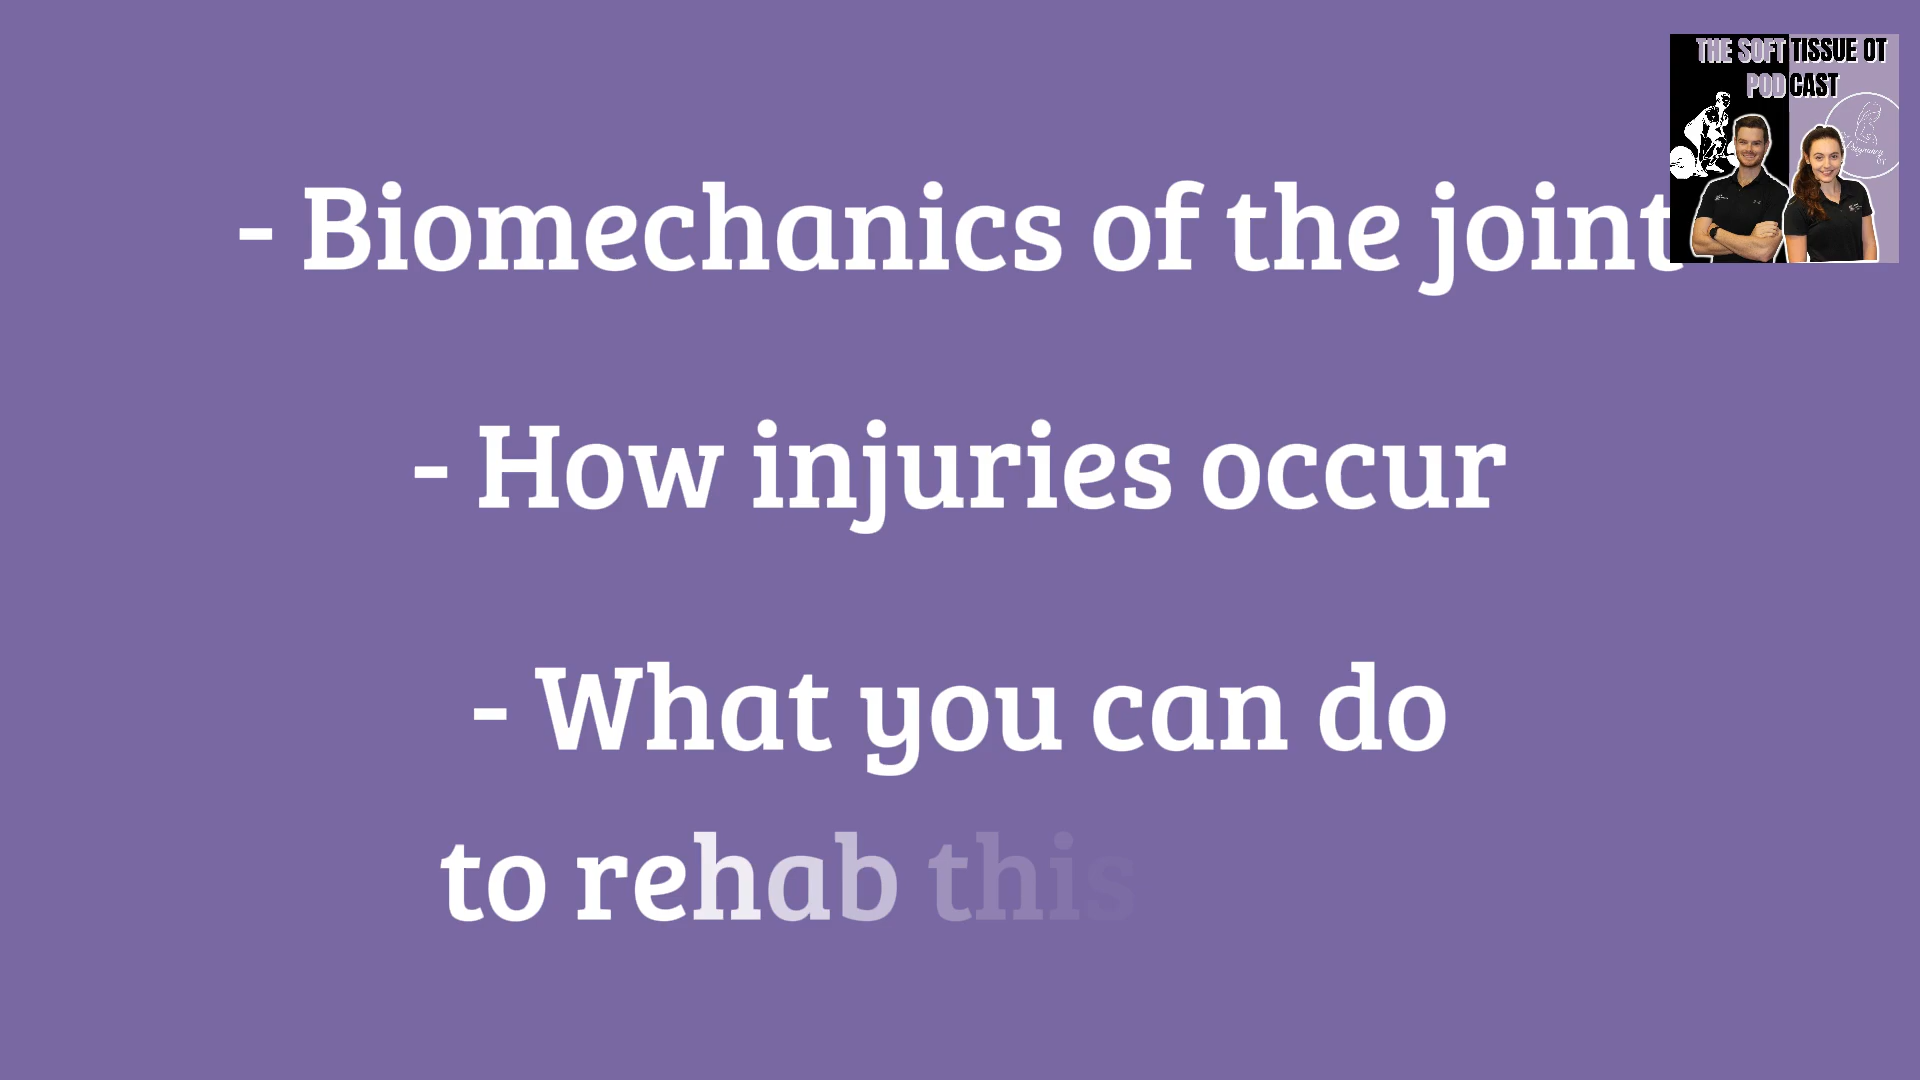 THE SOFT TISSUE OT
PODCAST
- Biomechanics of the joint
- How injuries occur
- What you can do
to rehab this